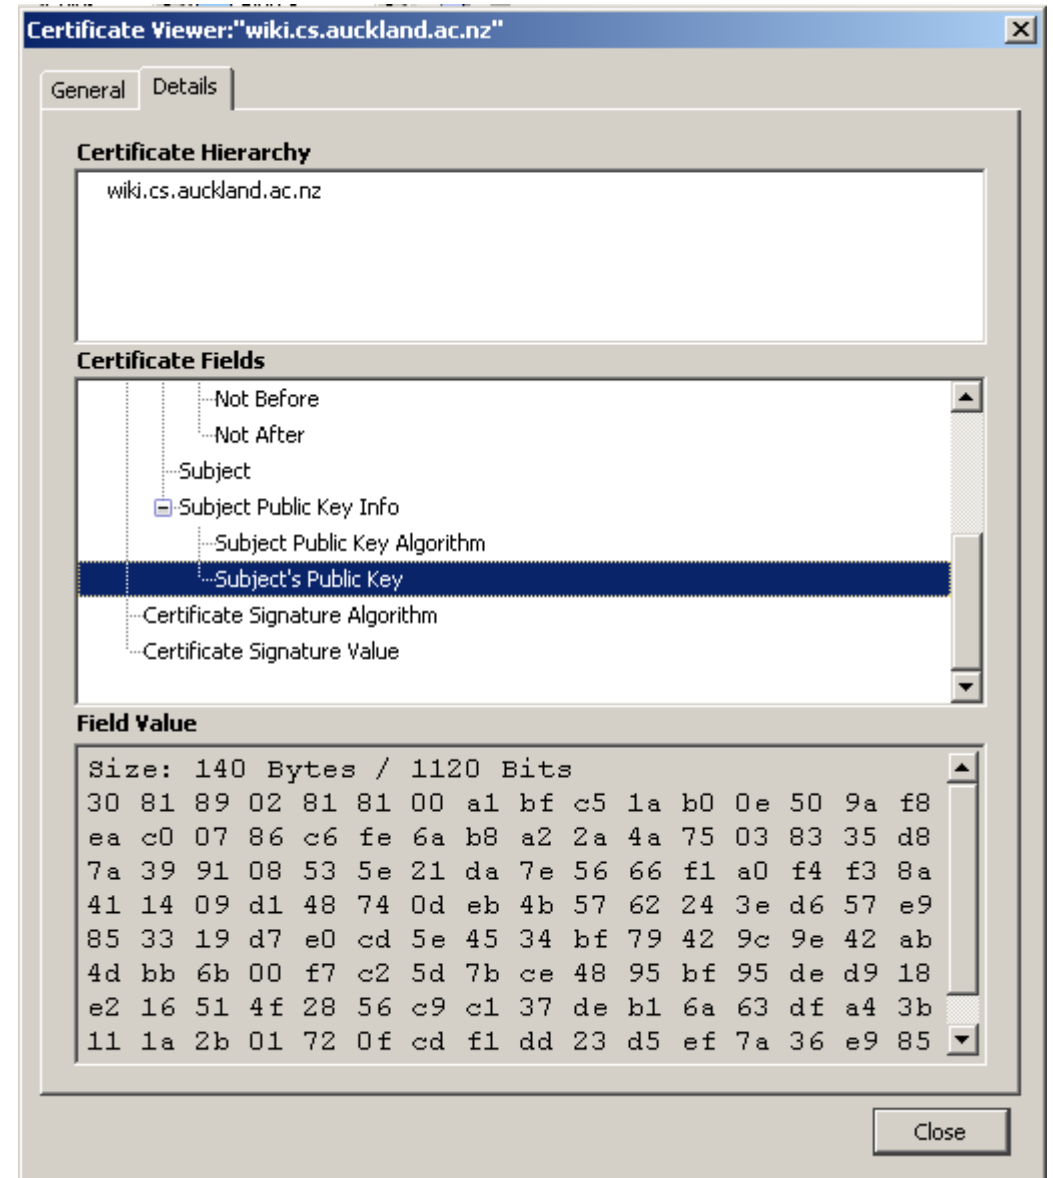 Certificate Viewer:"wiki.cs.auckland.ac.nz"
General Details
Certificate Hierarchy
wiki.cs.auckland.ac.nz
Certificate Fields
Not Before
Not After
Subject
Subject Public Key Info
Subject Public Key Algorithm
Subject's Public Key
Certificate Signature Algorithm
Certificate Signature Value
Field Value
Size: 140 Bytes / 1120 Bits
30 81 89 02 81 81 00 a1 bf c5 1a b0 0e 50 9a f8
ea c0 07 86 c6 fe 6a b8 a2 2a 4a 75 03 83 35 d8
7a 39 91 08 53 5e 21 da 7e 56 66 f1 a0 f4 f3 8a
41 14 09 d1 48 74 0d eb 4b 57 62 24 3e d6 57 e9
85 33 19 d7 e0 cd 5e 45 34 bf 79 42 9c 9e 42 ab
4d bb 6b 00 f7 c2 5d 7b ce 48 95 bf 95 de d9 18
e2 16 51 4f 28 56 c9 c1 37 de b1 6a 63 df a4 3b
11 1a 2b 01 72 0f cd f1 dd 23 d5 ef 7a 36 e9 85
Close